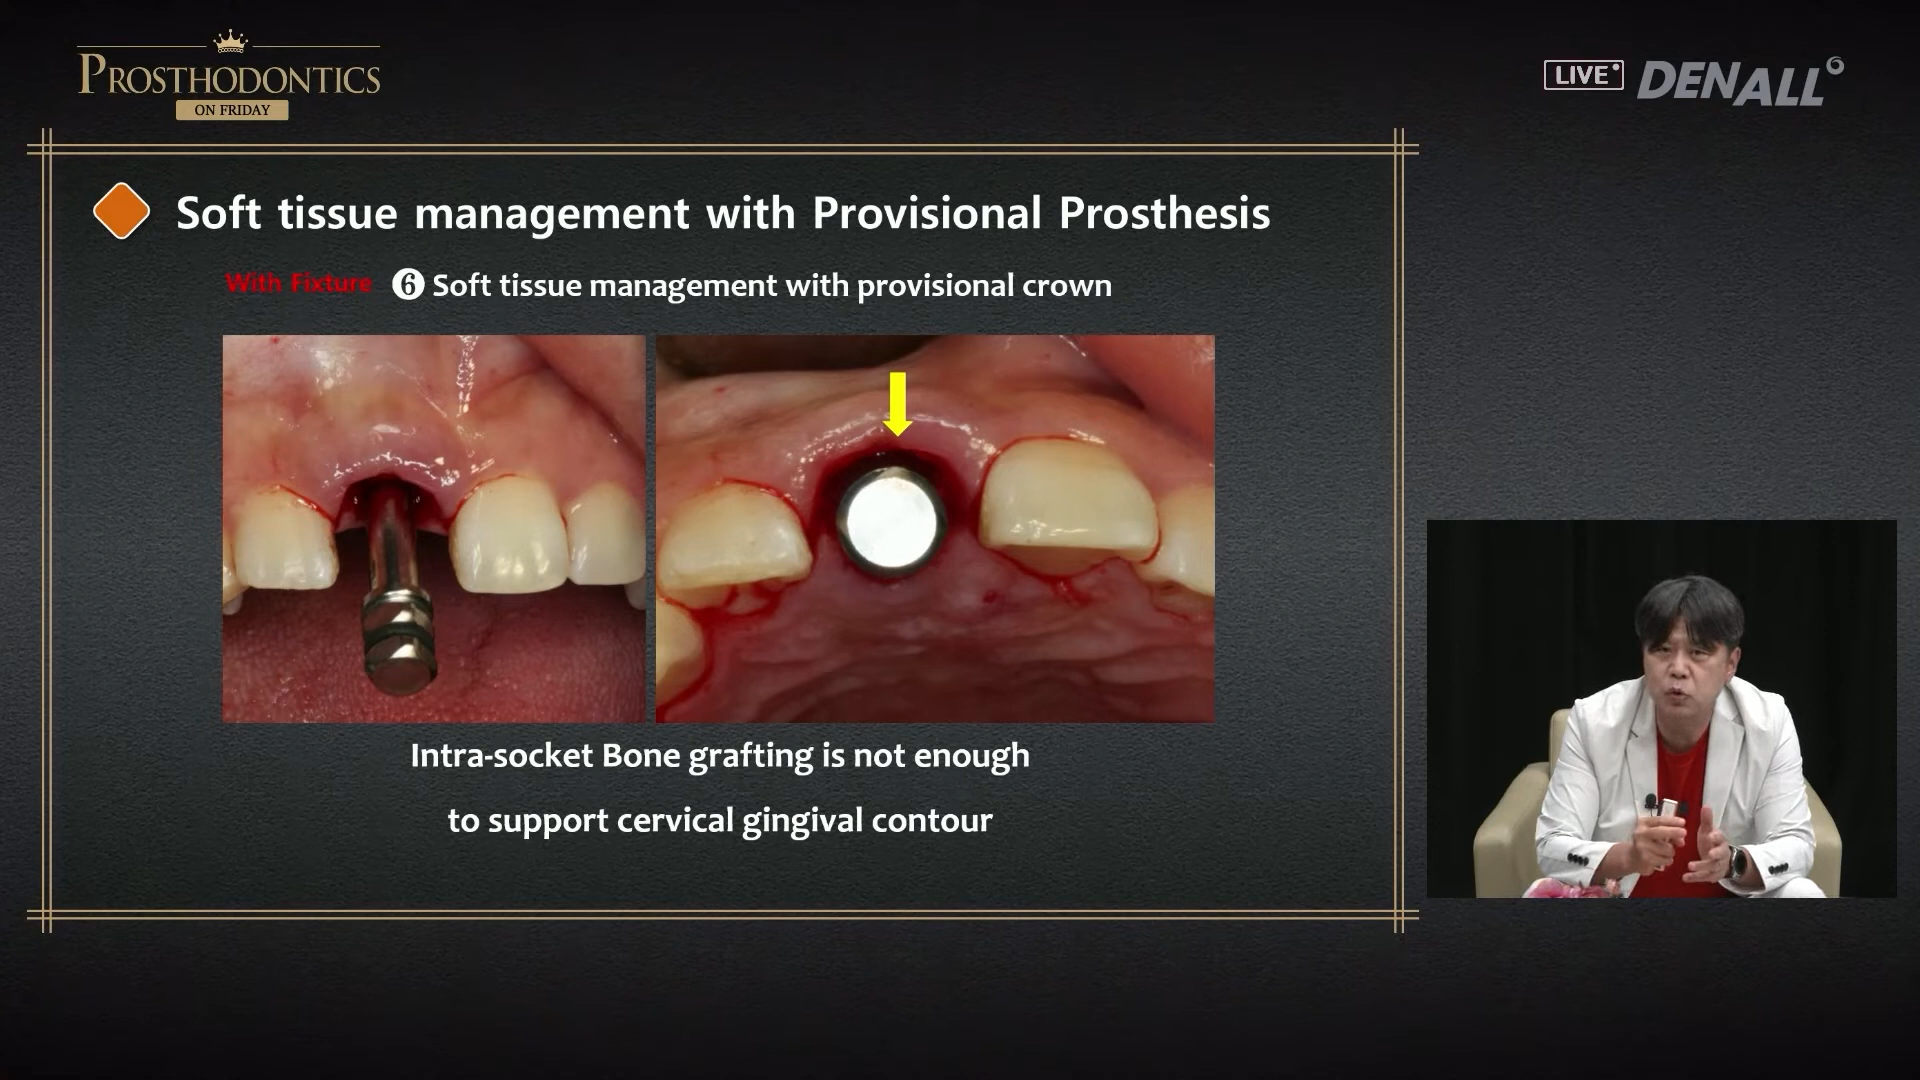 PROSTHODONTICS
ON FRIDAY
LIVE
DENALL
Soft tissue management with Provisional Prosthesis
With Fixture ❻ Soft tissue management with provisional crown
Intra-socket Bone grafting is not enough
to support cervical gingival contour